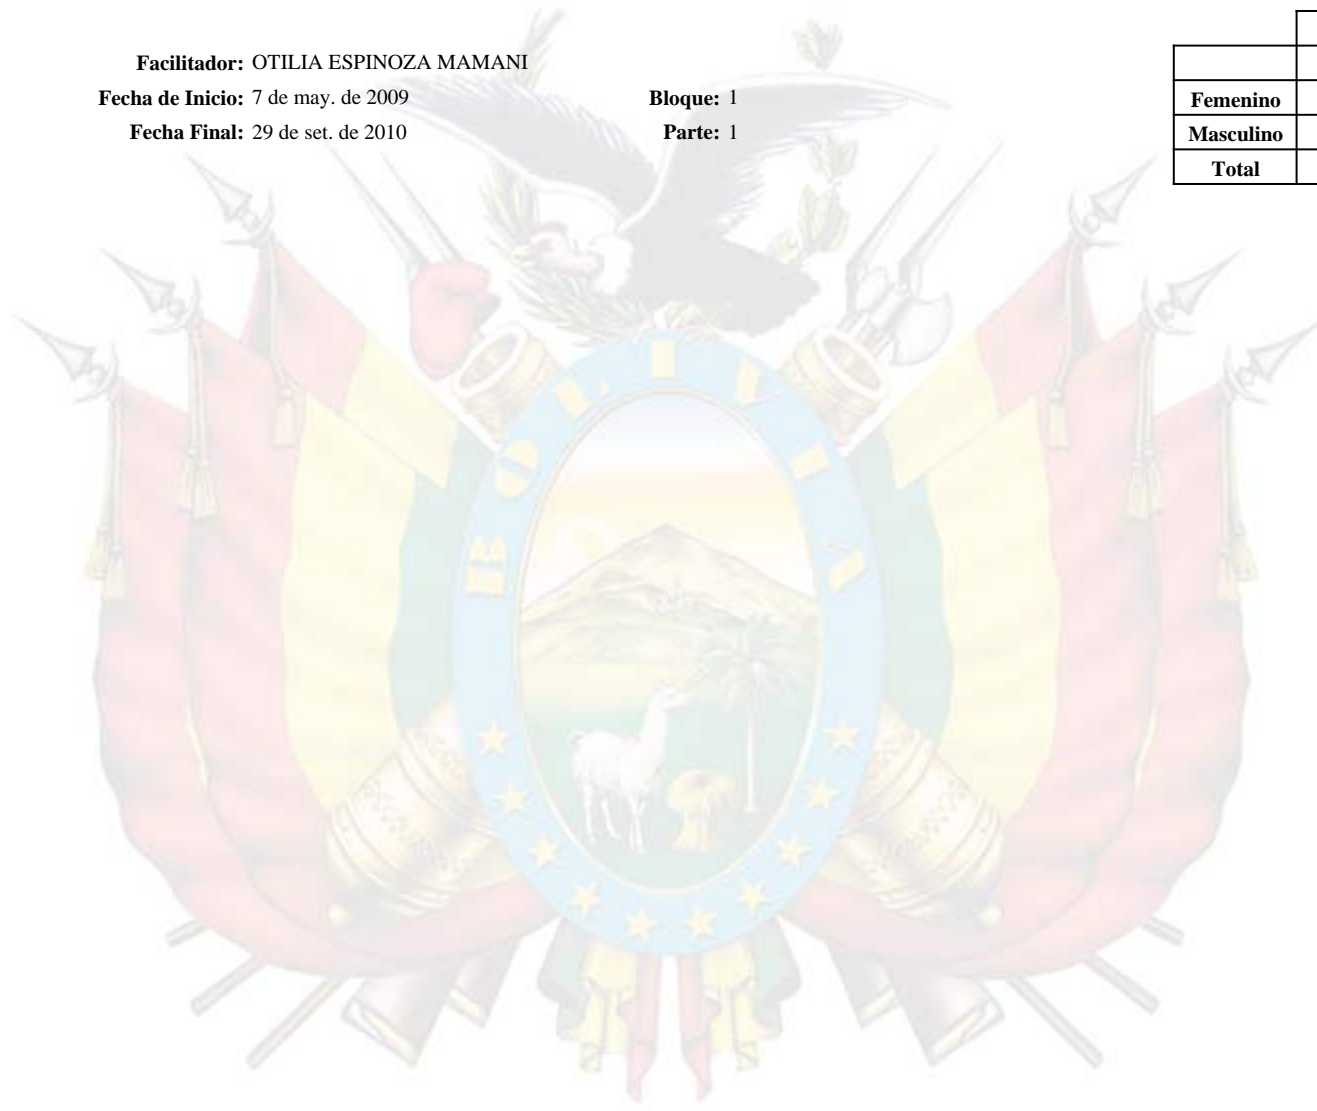 Facilitador: OTILIA ESPINOZA MAMANI
Fecha de Inicio: 7 de may. de 2009 Bloque: 1
Fecha Final: 29 de set. de 2010 Parte: 1
Femenino
Masculino
Total
BOLIVIA